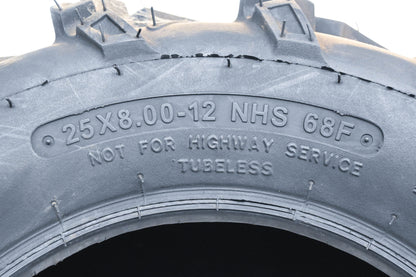 25X8.00-12 NHS 68F
NOT FOR HIGHWAY SERVICE
TUBELESS